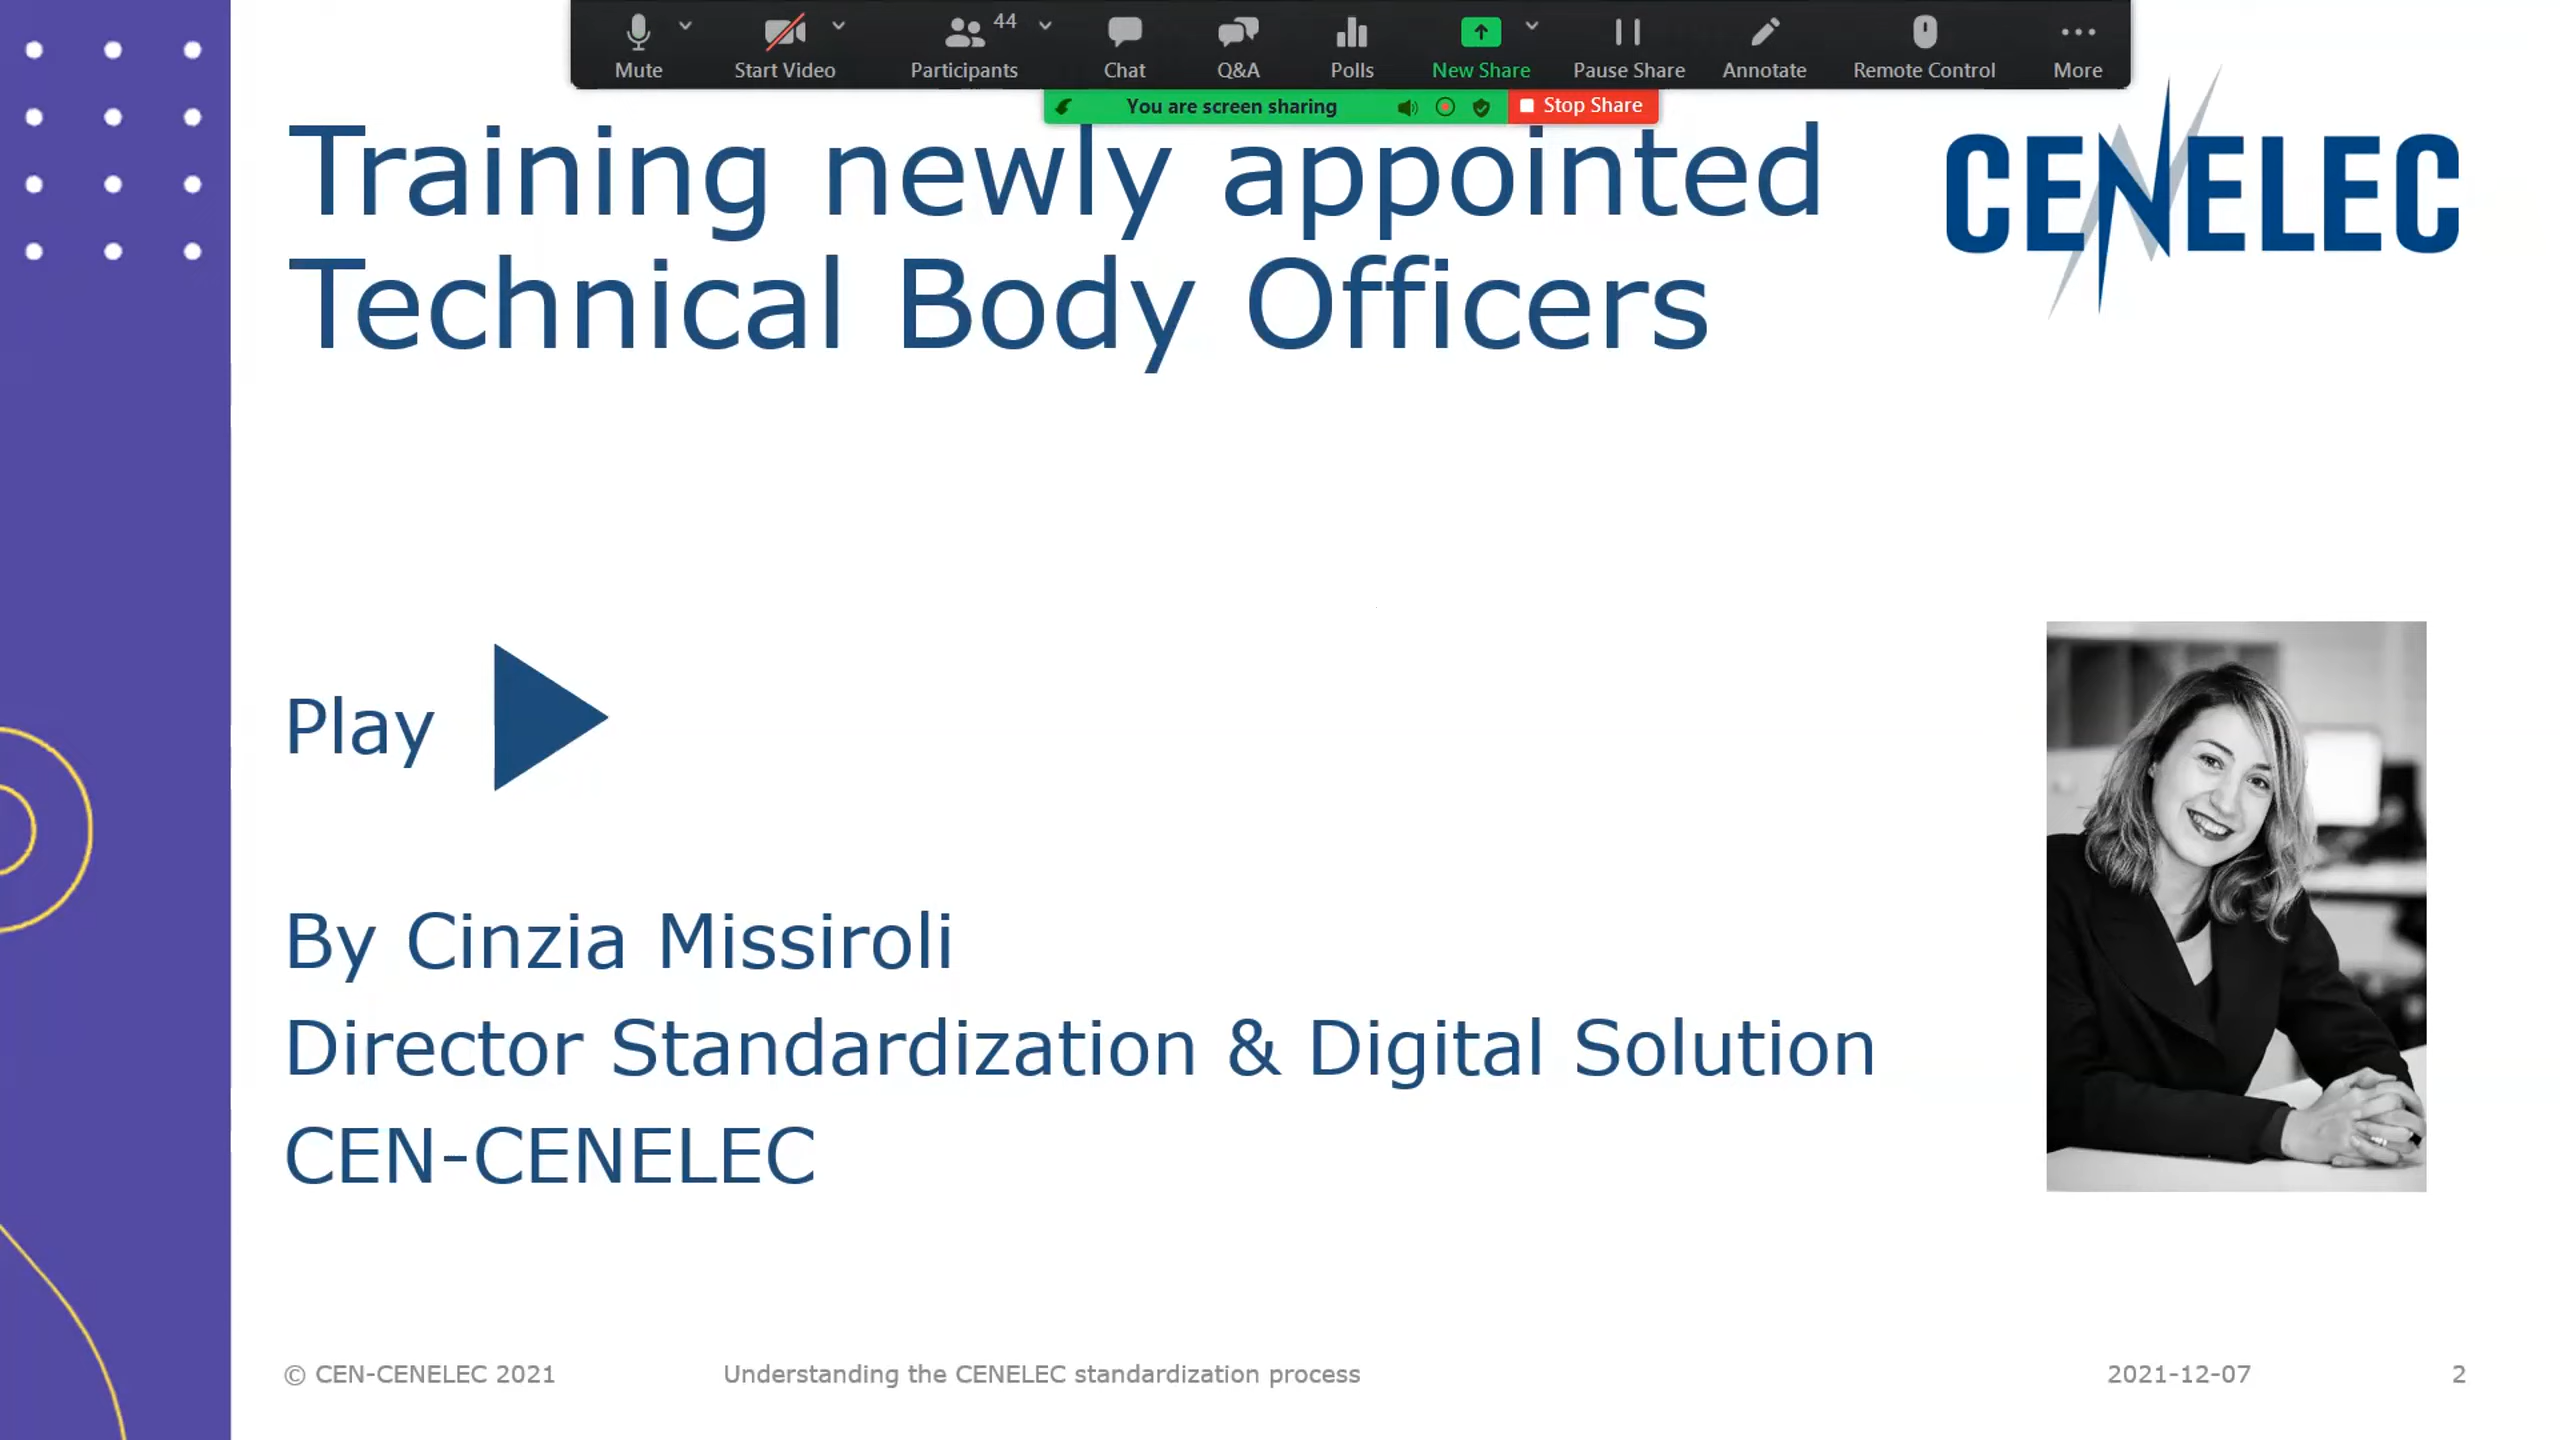 44
Mute Start Video Participants Chat Q&A Polls New Share Pause Share Annotate Remote Control More
You are screen sharing Stop Share
Training newly appointed
Technical Body Officers
CENELEC
Play
By Cinzia Missiroli
Director Standardization & Digital Solution
CEN-CENELEC
© CEN-CENELEC 2021 Understanding the CENELEC standardization process 2021-12-07 2